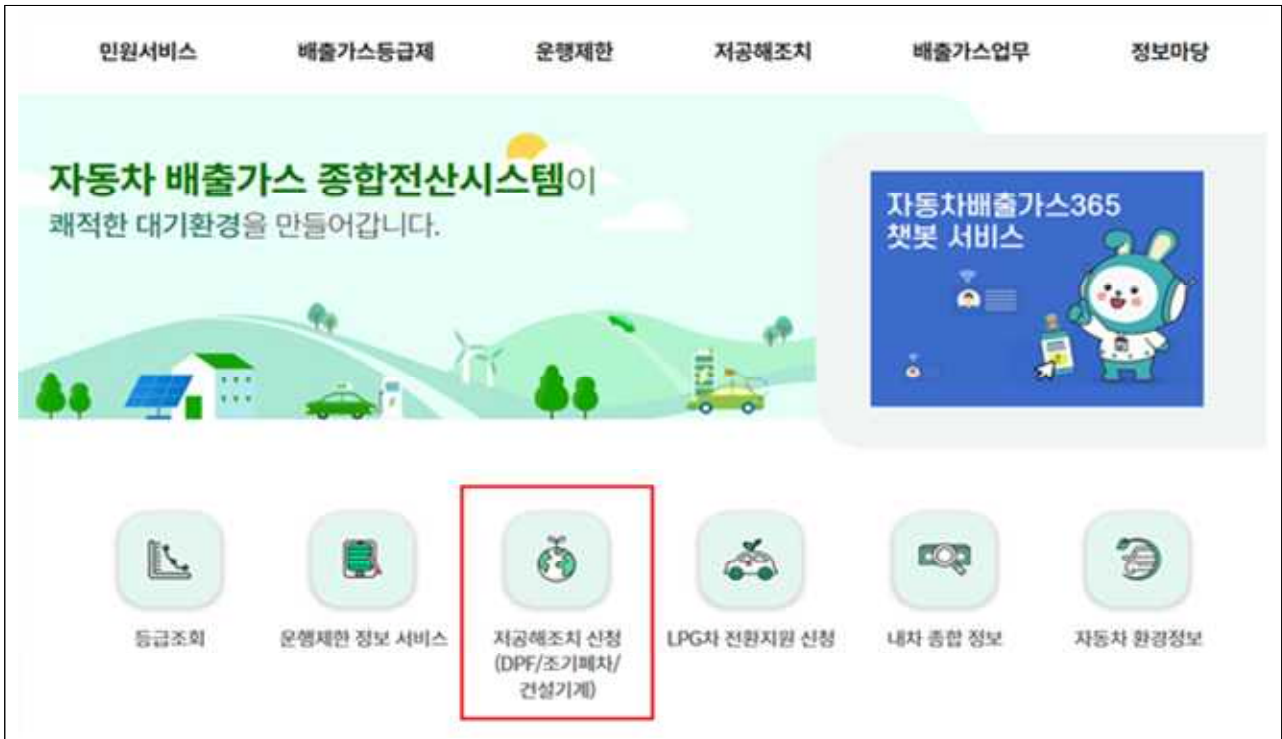 민원서비스 배출가스등급제 운행제한 저공해조치 배출가스업무 정보마당
자동차 배출가스 종합전산시스템이
쾌적한 대기환경을 만들어갑니다.
자동차배출가스365
챗봇 서비스
등급조회
운행제한 정보 서비스
저공해조치 신청
(DPF/조기폐차/
건설기계)
LPG차 전환지원 신청
내차 종합 정보
자동차 환경정보